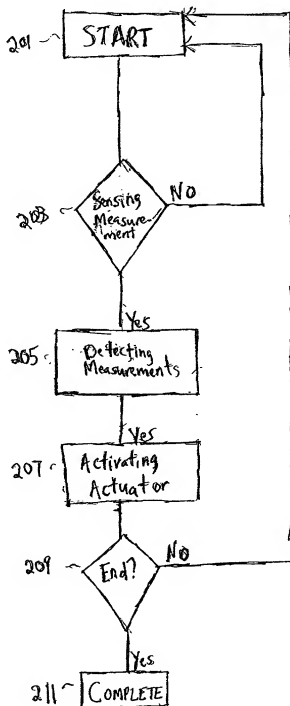 201
START
203
Sensing
Measure-
ment
NO
Yes
205
Detecting
Measurements
Yes
207
Activating
Actuator
209
End?
No
Yes
211
COMPLETE